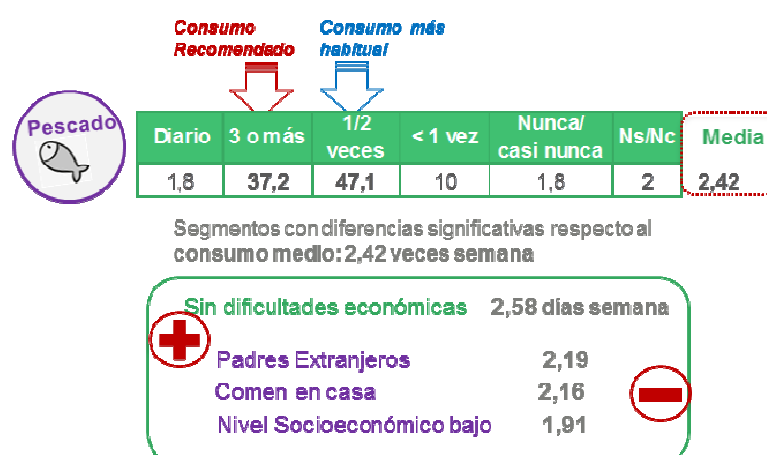 Consumo
Recomendado
Consumo más
habitual
Pescado
Diario 3 o más 1/2 veces < 1 vez Nunca/ casi nunca Ns/Nc Media
1,8 37,2 47,1 10 1,8 2 2,42
Segmentos con diferencias significativas respecto al
consumo medio: 2,42 veces semana
Sin dificultades económicas 2,58 días semana
Padres Extranjeros 2,19
Comen en casa 2,16
Nivel Socioeconómico bajo 1,91